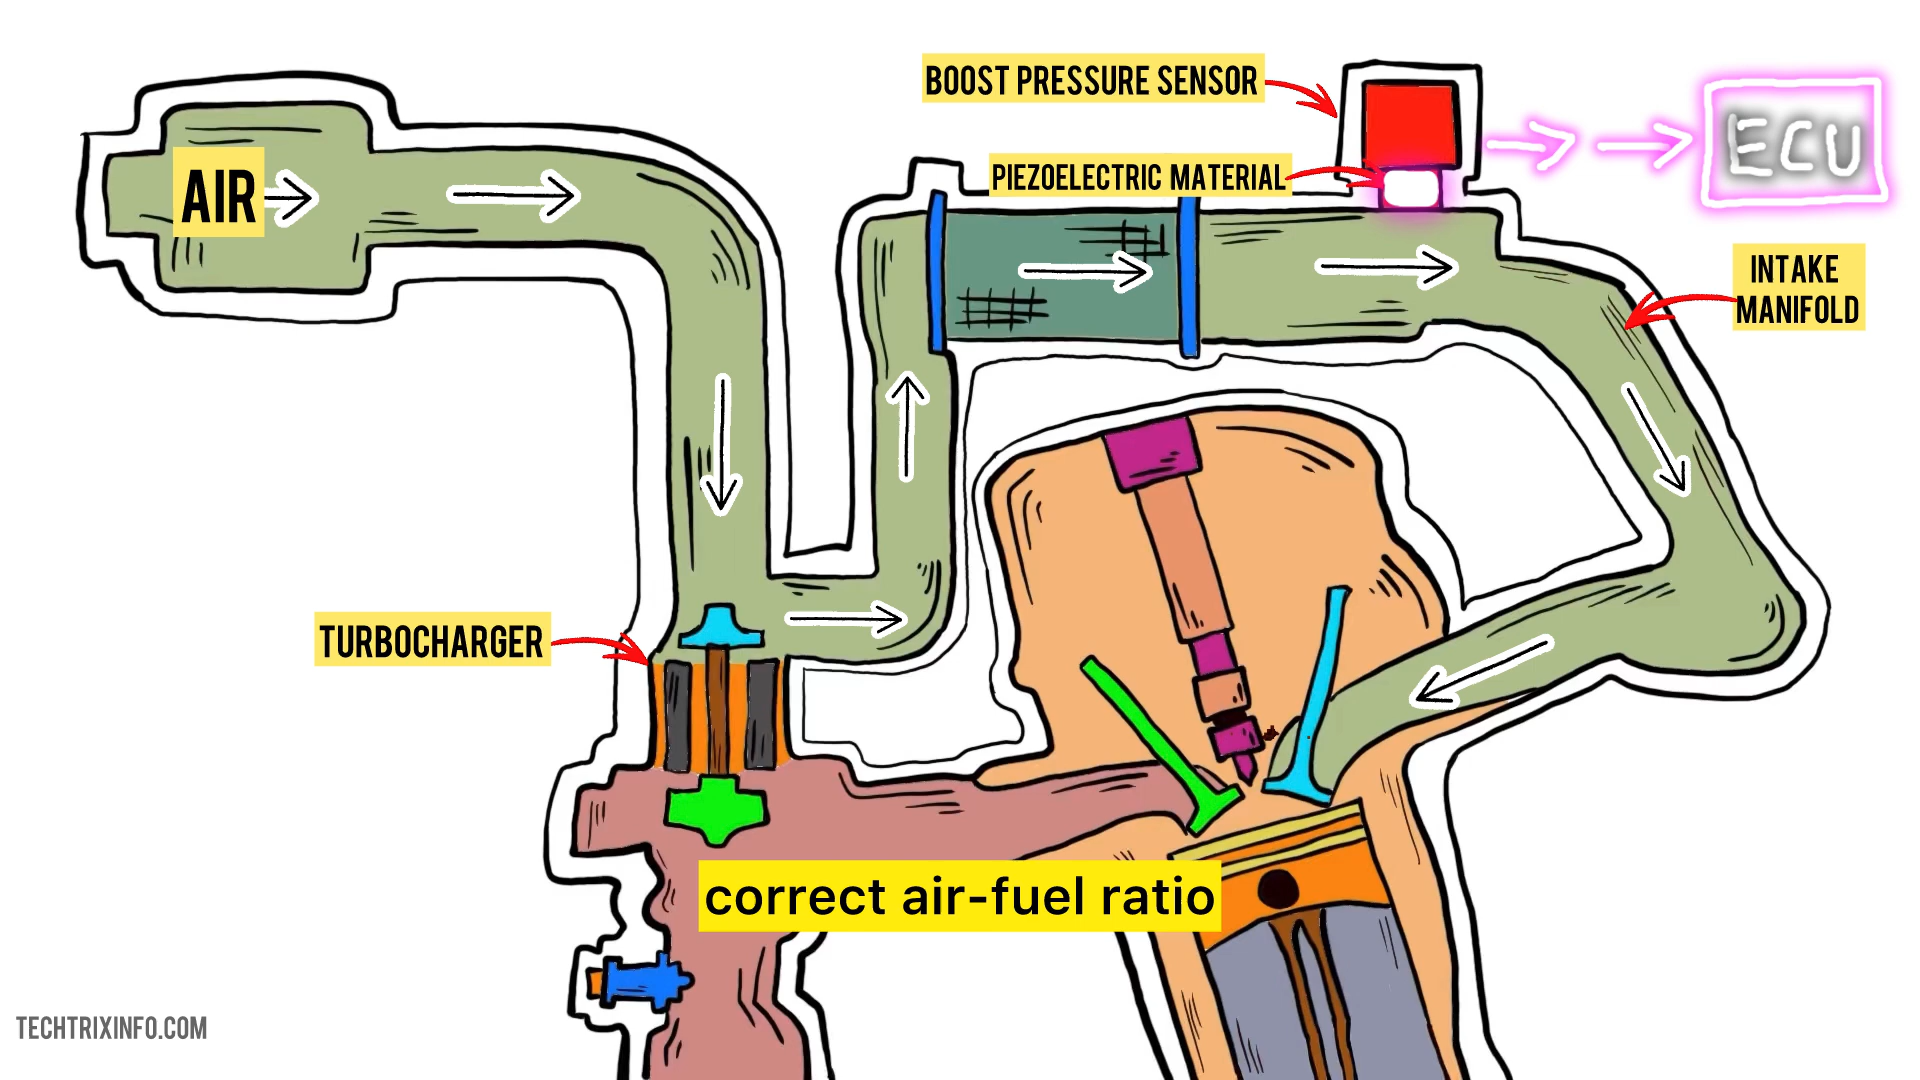 BOOST PRESSURE SENSOR
ECU
PIEZOELECTRIC MATERIAL
AIR
INTAKE
MANIFOLD
TURBOCHARGER
correct air-fuel ratio
TECHTRIXINFO.COM